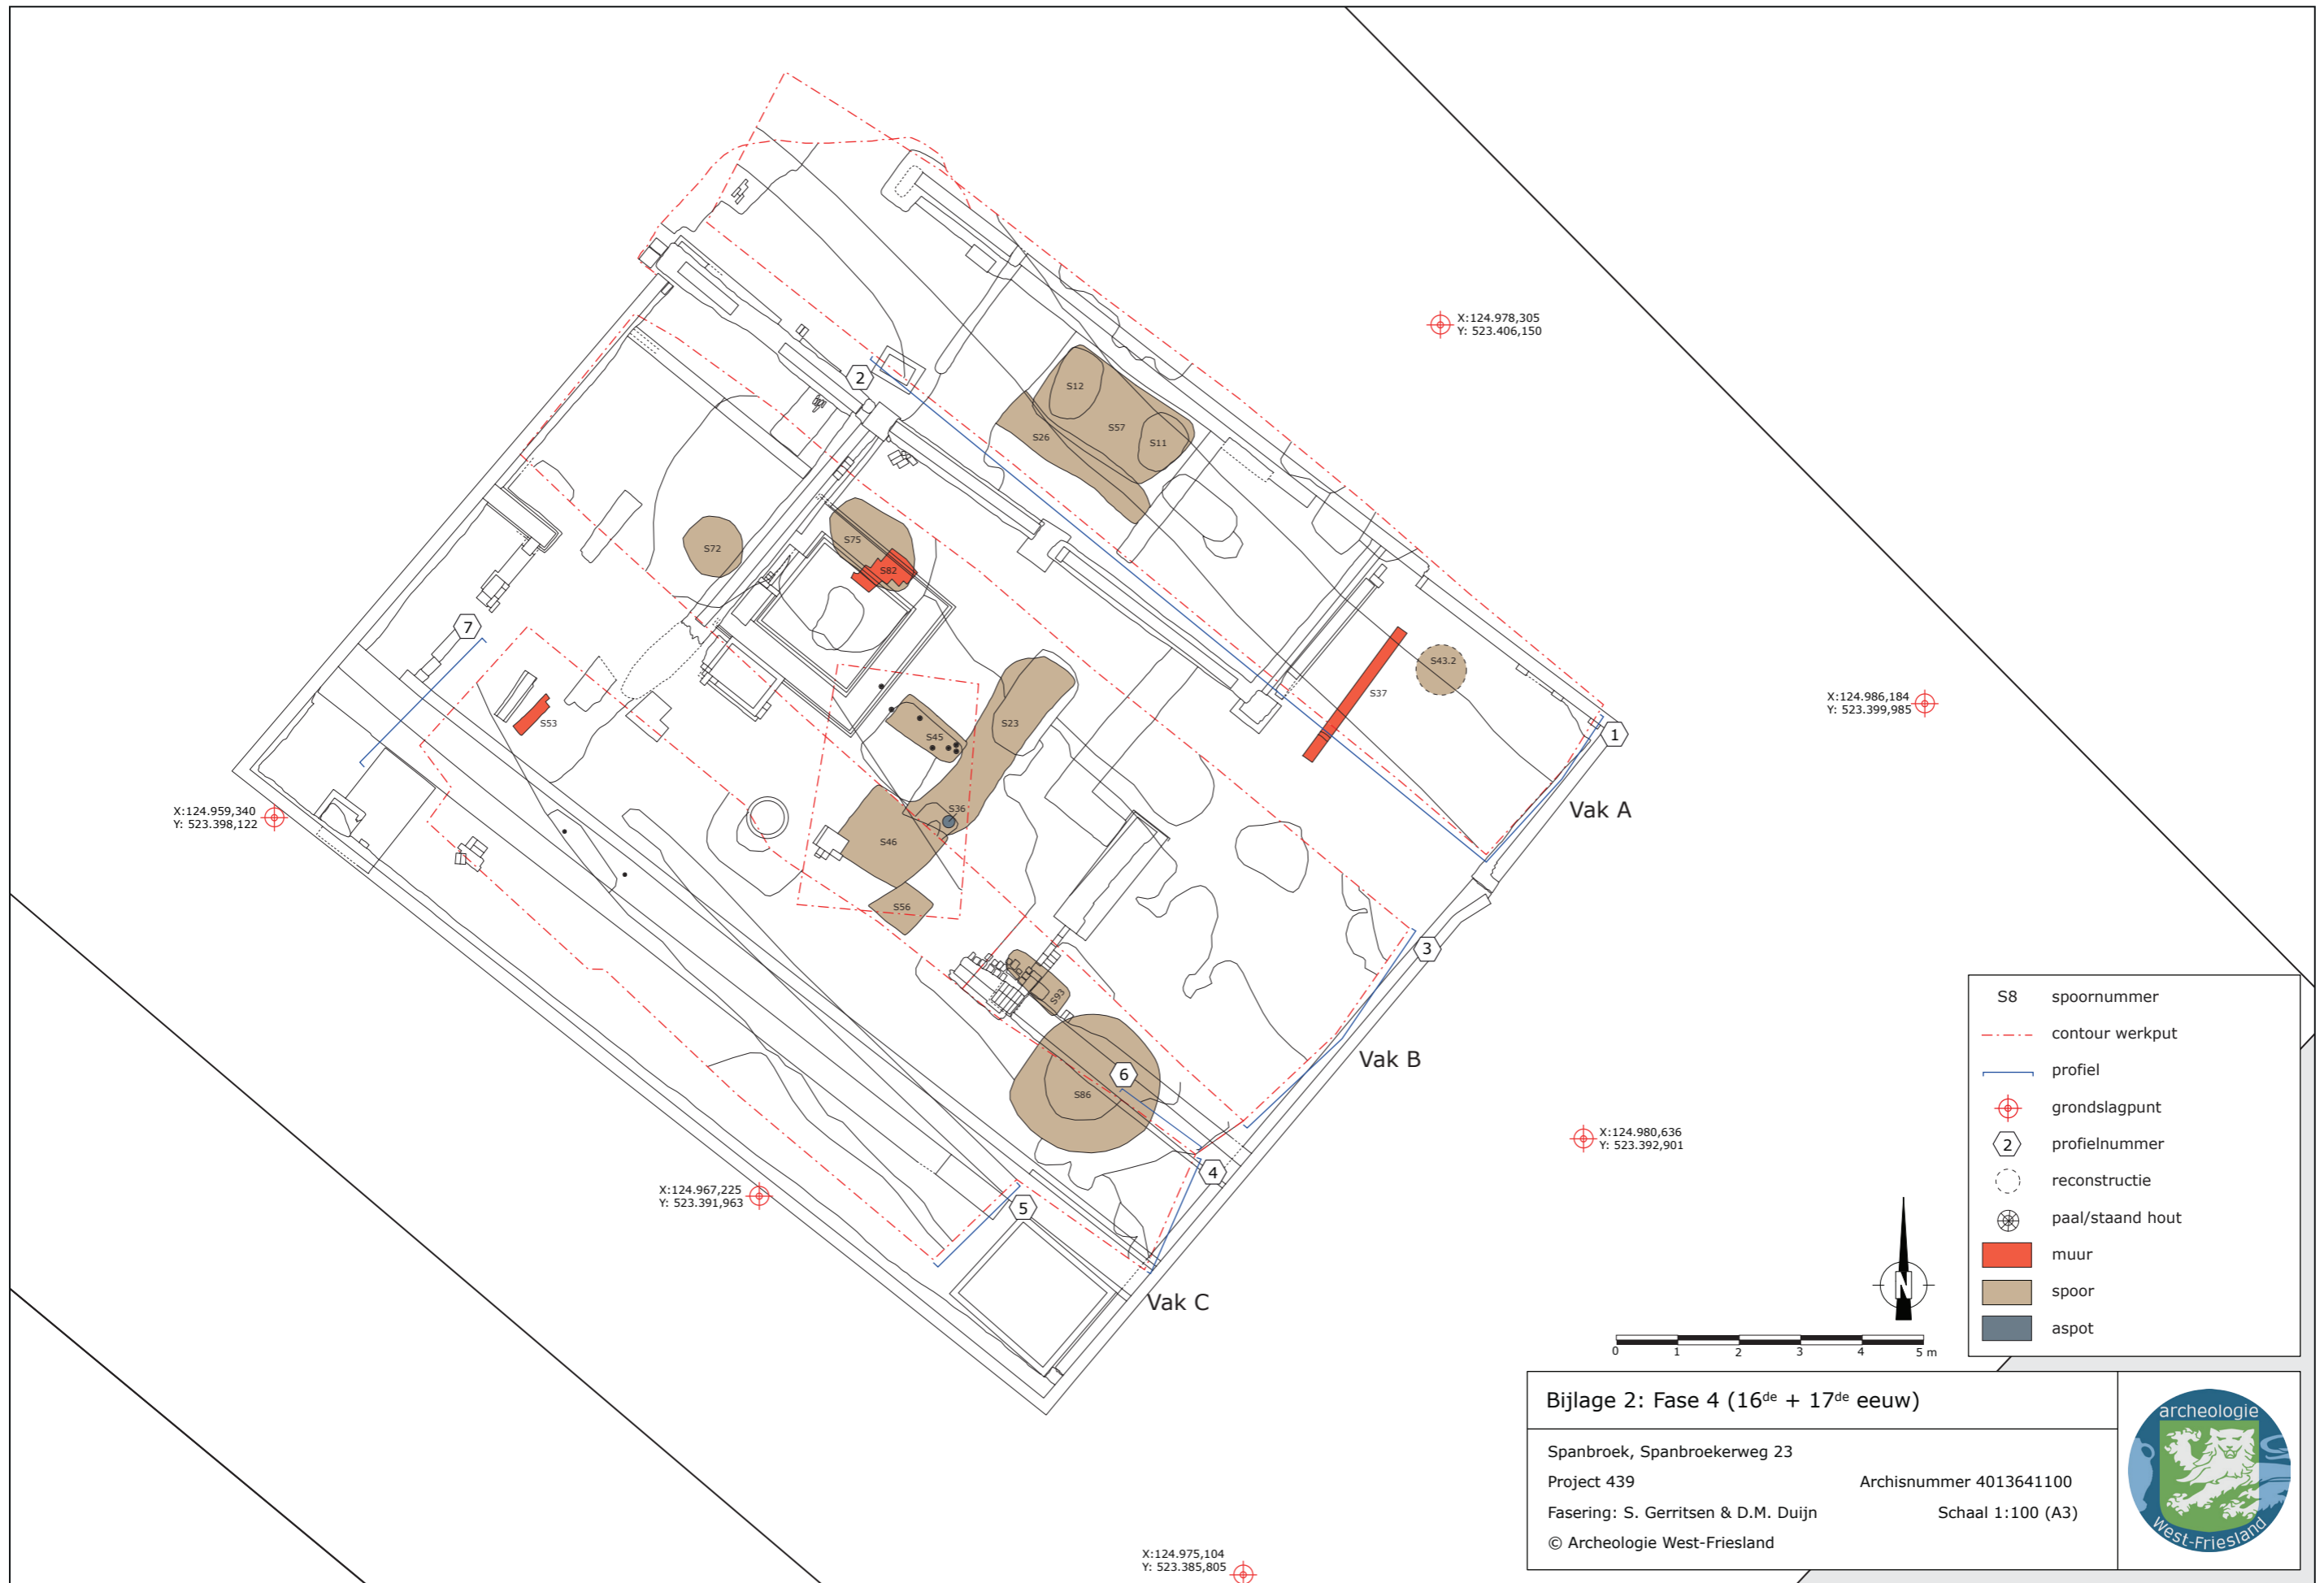 X:124.978,305
Y: 523.406,150
2
S12
S57
S26
S11
S72
S75
S82
7
S43.2
S37
X:124.986,184
Y: 523.399,985
S53
S23
S45
1
X:124.959,340
Y: 523.398,122
S36
Vak A
S46
S56
3
S93
S8 spoornummer
contour werkput
Vak B
profiel
6
S86
grondslagpunt
X:124.980,636
Y: 523.392,901
2 profielnummer
4
reconstructie
X:124.967,225
Y: 523.391,963
5
paal/staand hout
muur
N
spoor
Vak C
aspot
0 1 2 3 4 5 m
Bijlage 2: Fase 4 (16de + 17de eeuw)
Spanbroek, Spanbroekerweg 23
Project 439 Archisnummer 4013641100
Fasering: S. Gerritsen & D.M. Duijn Schaal 1:100 (A3)
© Archeologie West-Friesland
archeologie
West-Friesland
X:124.975,104
Y: 523.385,805